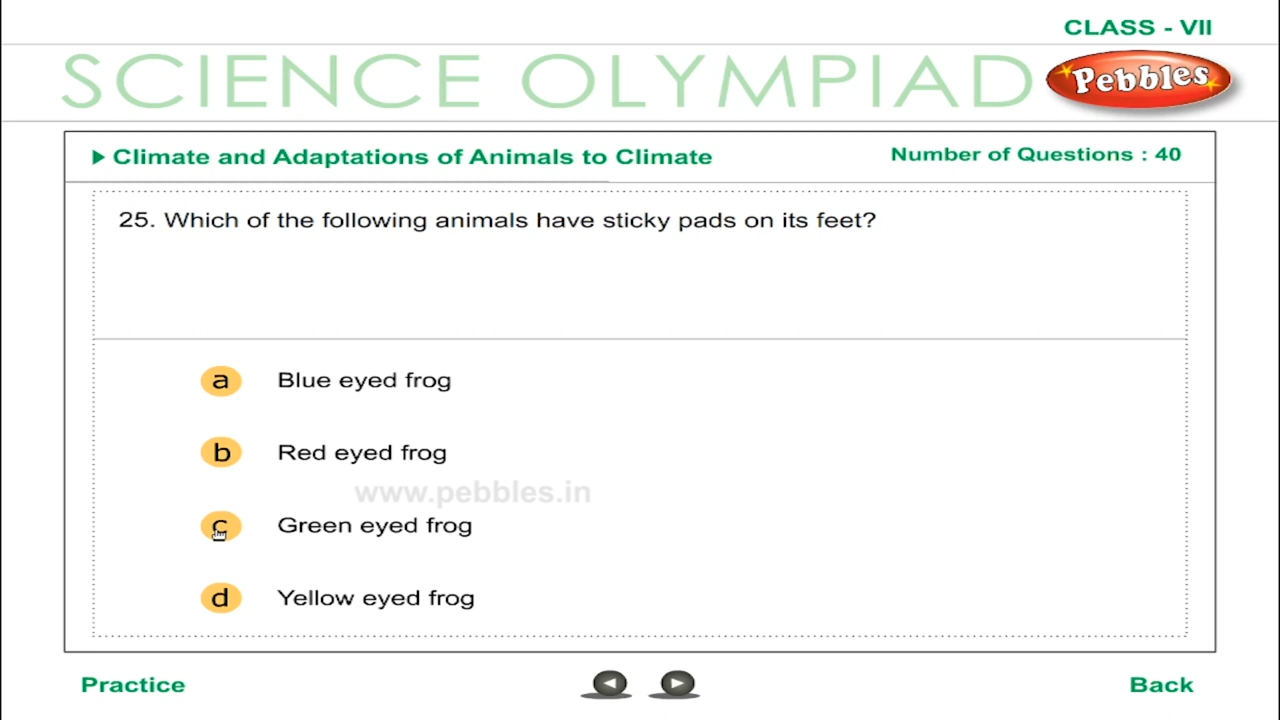 CLASS - VII
SCIENCE OLYMPIAD
Pebbles
Climate and Adaptations of Animals to Climate
Number of Questions : 40
25. Which of the following animals have sticky pads on its feet?
a Blue eyed frog
b Red eyed frog
www.pebbles.in
c Green eyed frog
d Yellow eyed frog
Practice
Back